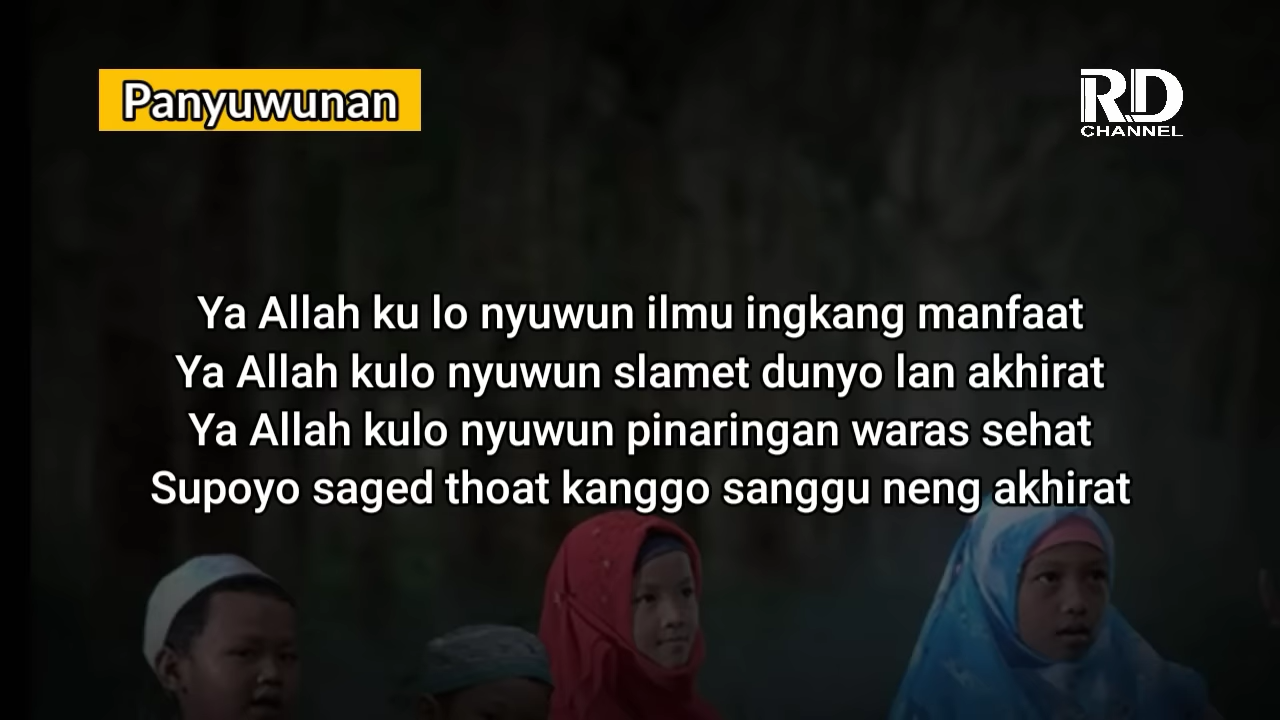 Panyuwunan
RD
CHANNEL
Ya Allah ku lo nyuwun ilmu ingkang manfaat
Ya Allah kulo nyuwun slamet dunyo lan akhirat
Ya Allah kulo nyuwun pinaringan waras sehat
Supoyo saged thoat kanggo sanggu neng akhirat